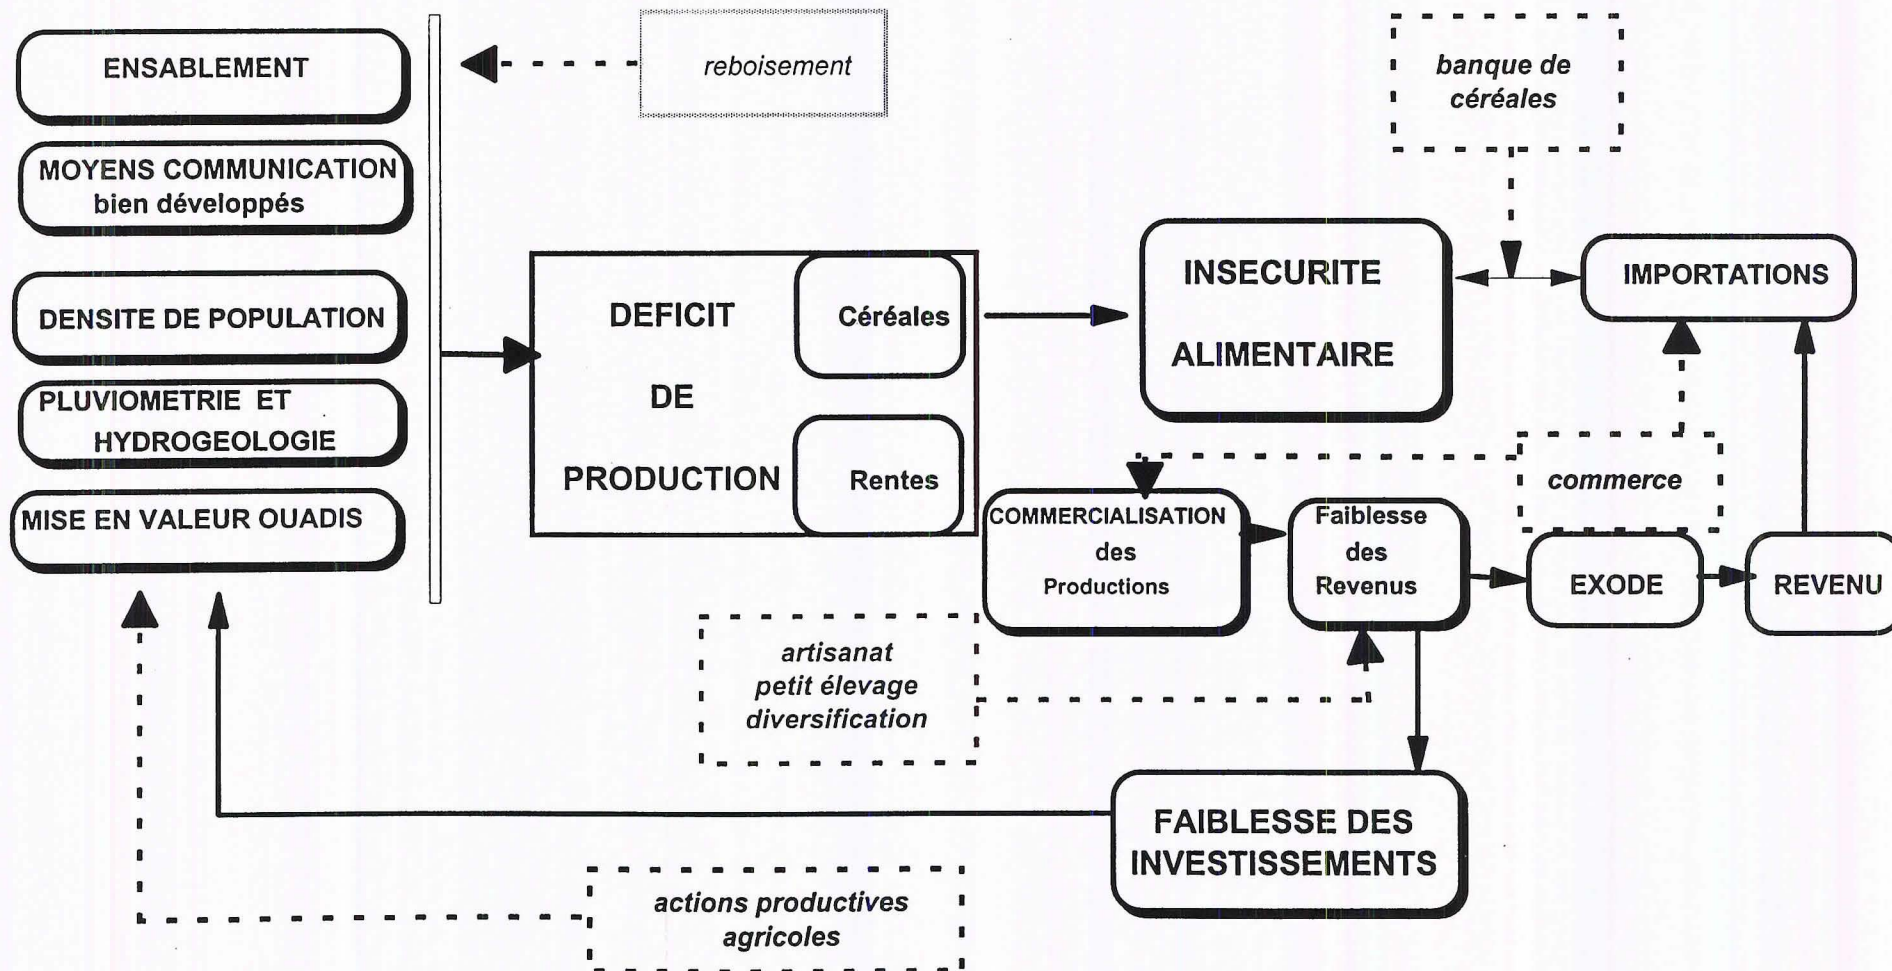 ENSABLEMENT
MOYENS COMMUNICATION
bien développés
DENSITE DE POPULATION
PLUVIOMETRIE ET
HYDROGEOLOGIE
MISE EN VALEUR OUADIS
reboisement
banque de
céréales
DEFICIT
DE
PRODUCTION
Céréales
Rentes
INSECURITE
ALIMENTAIRE
IMPORTATIONS
commerce
COMMERCIALISATION
des
Productions
Faiblesse
des
Revenus
EXODE
REVENU
artisanat
petit élevage
diversification
FAIBLESSE DES
INVESTISSEMENTS
actions productives
agricoles